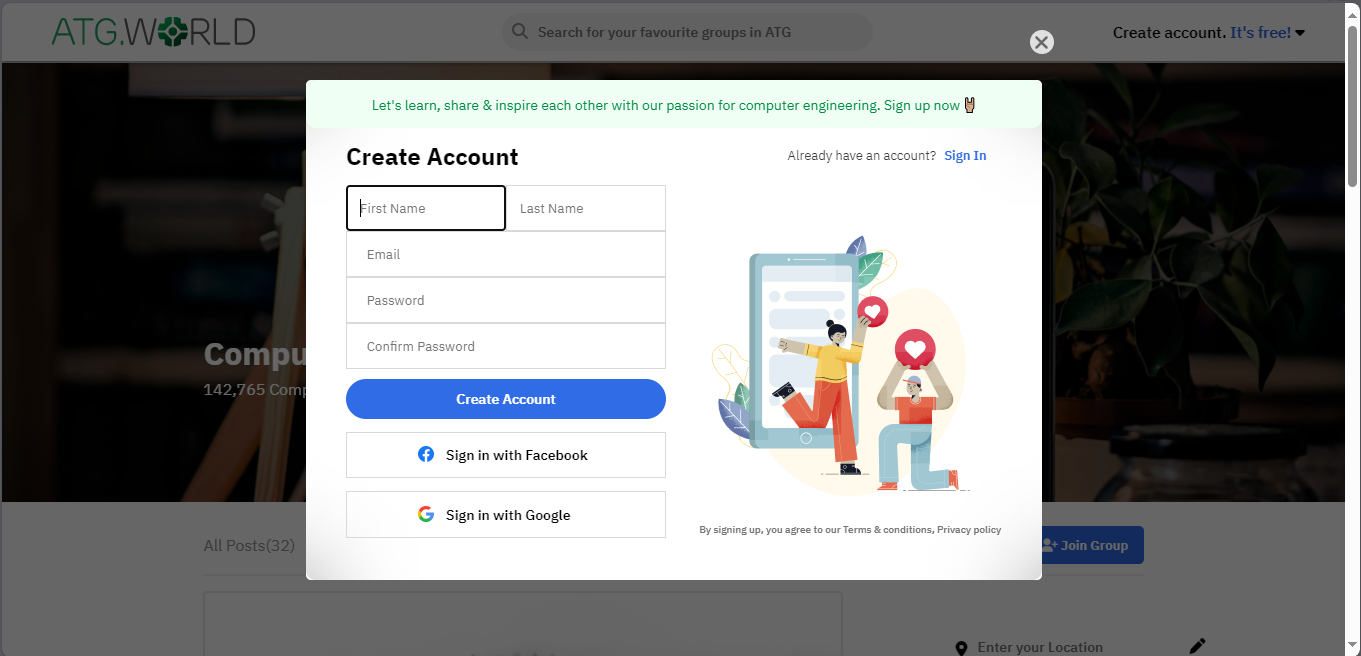 ATG.WORLD
Search for your favourite groups in ATG
Create account. It's free!
Let's learn, share & inspire each other with our passion for computer engineering. Sign up now
Create Account
Already have an account? Sign In
First Name
Last Name
Email
Password
Confirm Password
Create Account
Sign in with Facebook
Sign in with Google
By signing up, you agree to our Terms & conditions, Privacy policy
Compu
142,765 Comp
All Posts(32)
Join Group
Enter your Location